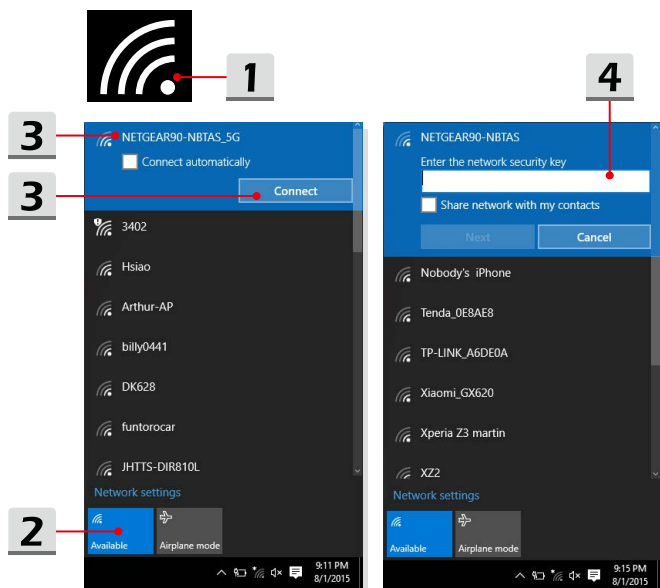 1
3
NETGEAR90-NBTAS_5G
Connect automatically
3
Connect
3402
Hsiao
Arthur-AP
billy0441
DK628
funtorocar
JHTTS-DIR810L
Network settings
2
Available
Airplane mode
9:11 PM
8/1/2015
4
NETGEAR90-NBTAS
Enter the network security key
Share network with my contacts
Next
Cancel
Nobody's iPhone
Tenda_0E8AE8
TP-LINK_A6DE0A
Xiaomi_GX620
Xperia Z3 martin
XZ2
Network settings
Available
Airplane mode
9:15 PM
8/1/2015